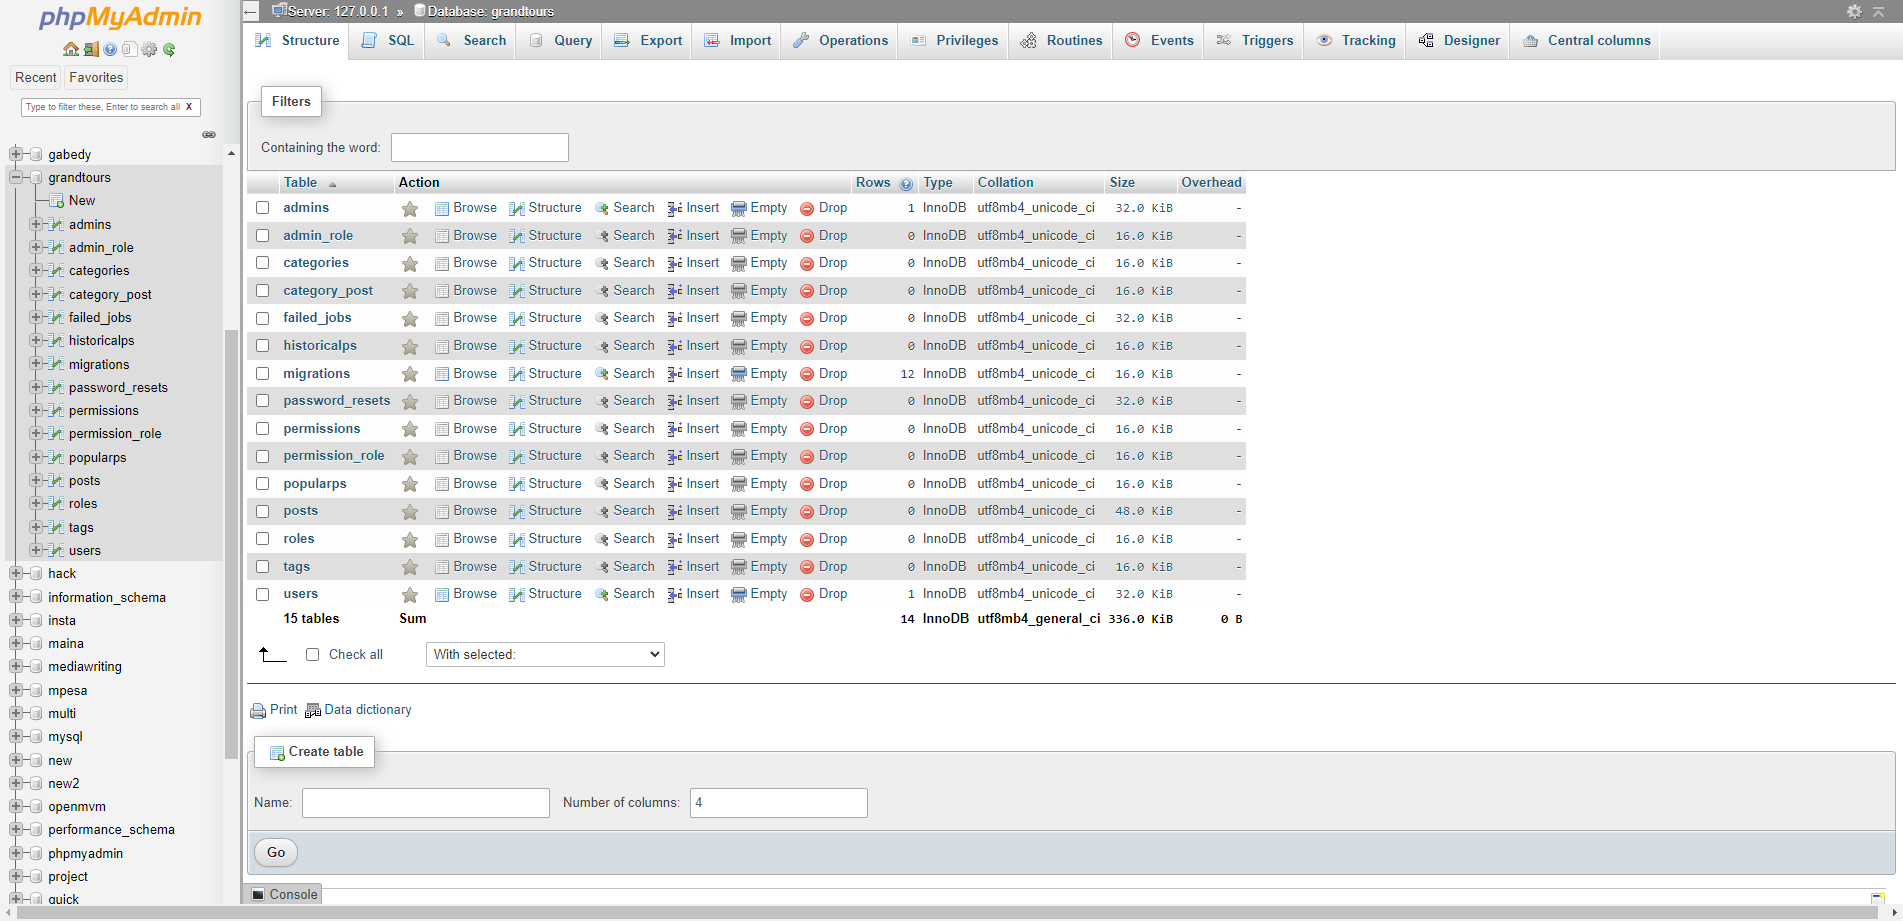 phpMyAdmin
Recent Favorites
Type to filter these, Enter to search all X
gabedy
grandtours
New
admins
admin_role
categories
category_post
failed_jobs
historicalps
migrations
password_resets
permissions
permission_role
popularps
posts
roles
tags
users
hack
information_schema
insta
maina
mediawriting
mpesa
multi
mysql
new
new2
openmvm
performance_schema
phpmyadmin
project
quick
Server: 127.0.0.1 » Database: grandtours
Structure SQL Search Query Export Import Operations Privileges Routines Events Triggers Tracking Designer Central columns
Filters
Containing the word:
Table Action Rows Type Collation Size Overhead
admins Browse Structure Search Insert Empty Drop 1 InnoDB utf8mb4_unicode_ci 32.0 KiB -
admin_role Browse Structure Search Insert Empty Drop 0 InnoDB utf8mb4_unicode_ci 16.0 KiB -
categories Browse Structure Search Insert Empty Drop 0 InnoDB utf8mb4_unicode_ci 16.0 KiB -
category_post Browse Structure Search Insert Empty Drop 0 InnoDB utf8mb4_unicode_ci 16.0 KiB -
failed_jobs Browse Structure Search Insert Empty Drop 0 InnoDB utf8mb4_unicode_ci 32.0 KiB -
historicalps Browse Structure Search Insert Empty Drop 0 InnoDB utf8mb4_unicode_ci 16.0 KiB -
migrations Browse Structure Search Insert Empty Drop 12 InnoDB utf8mb4_unicode_ci 16.0 KiB -
password_resets Browse Structure Search Insert Empty Drop 0 InnoDB utf8mb4_unicode_ci 32.0 KiB -
permissions Browse Structure Search Insert Empty Drop 0 InnoDB utf8mb4_unicode_ci 16.0 KiB -
permission_role Browse Structure Search Insert Empty Drop 0 InnoDB utf8mb4_unicode_ci 16.0 KiB -
popularps Browse Structure Search Insert Empty Drop 0 InnoDB utf8mb4_unicode_ci 16.0 KiB -
posts Browse Structure Search Insert Empty Drop 0 InnoDB utf8mb4_unicode_ci 48.0 KiB -
roles Browse Structure Search Insert Empty Drop 0 InnoDB utf8mb4_unicode_ci 16.0 KiB -
tags Browse Structure Search Insert Empty Drop 0 InnoDB utf8mb4_unicode_ci 16.0 KiB -
users Browse Structure Search Insert Empty Drop 1 InnoDB utf8mb4_unicode_ci 32.0 KiB -
15 tables Sum 14 InnoDB utf8mb4_general_ci 336.0 KiB 0 B
Check all With selected:
Print Data dictionary
Create table
Name: Number of columns: 4
Go
Console